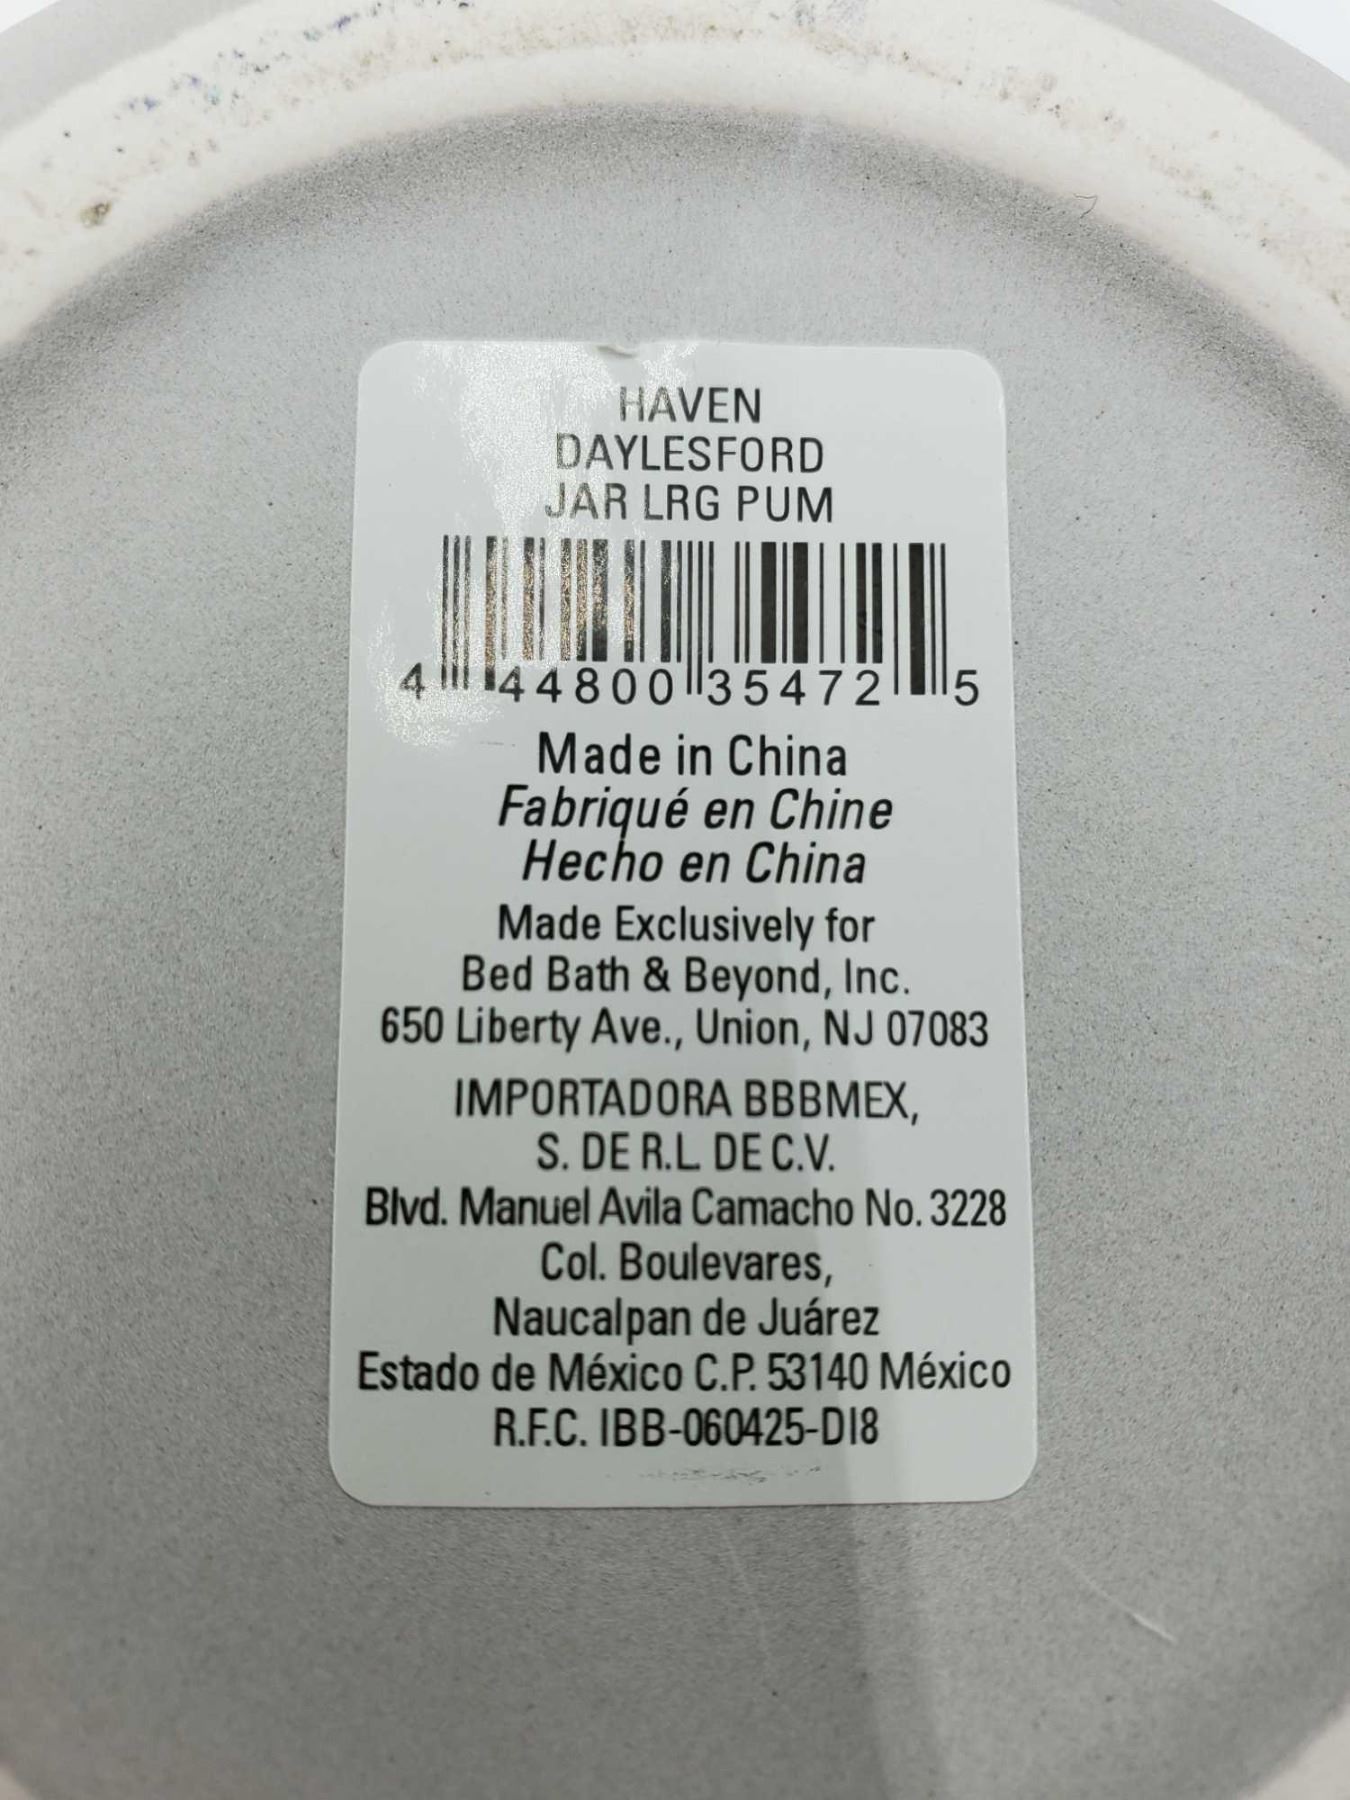 HAVEN
DAYLESFORD
JAR LRG PUM
4 44800 35472 5
Made in China
Fabriqué en Chine
Hecho en China
Made Exclusively for
Bed Bath & Beyond, Inc.
650 Liberty Ave., Union, NJ 07083
IMPORTADORA BBBMEX,
S. DE R.L. DE C.V.
Blvd. Manuel Avila Camacho No. 3228
Col. Boulevares,
Naucalpan de Juárez
Estado de México C.P. 53140 México
R.F.C. IBB-060425-DI8